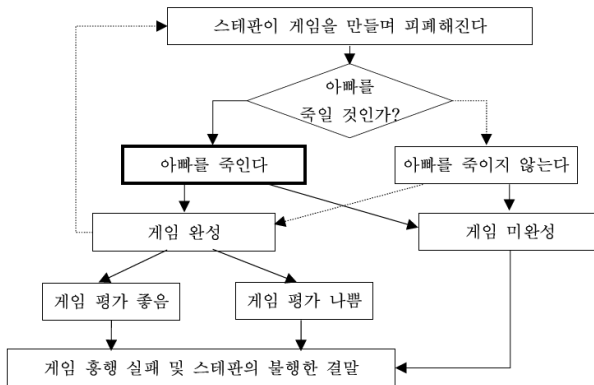 스테판이 게임을 만들며 피폐해진다
아빠를
죽일 것인가?
아빠를 죽인다
아빠를 죽이지 않는다
게임 완성
게임 미완성
게임 평가 좋음
게임 평가 나쁨
게임 흥행 실패 및 스테판의 불행한 결말